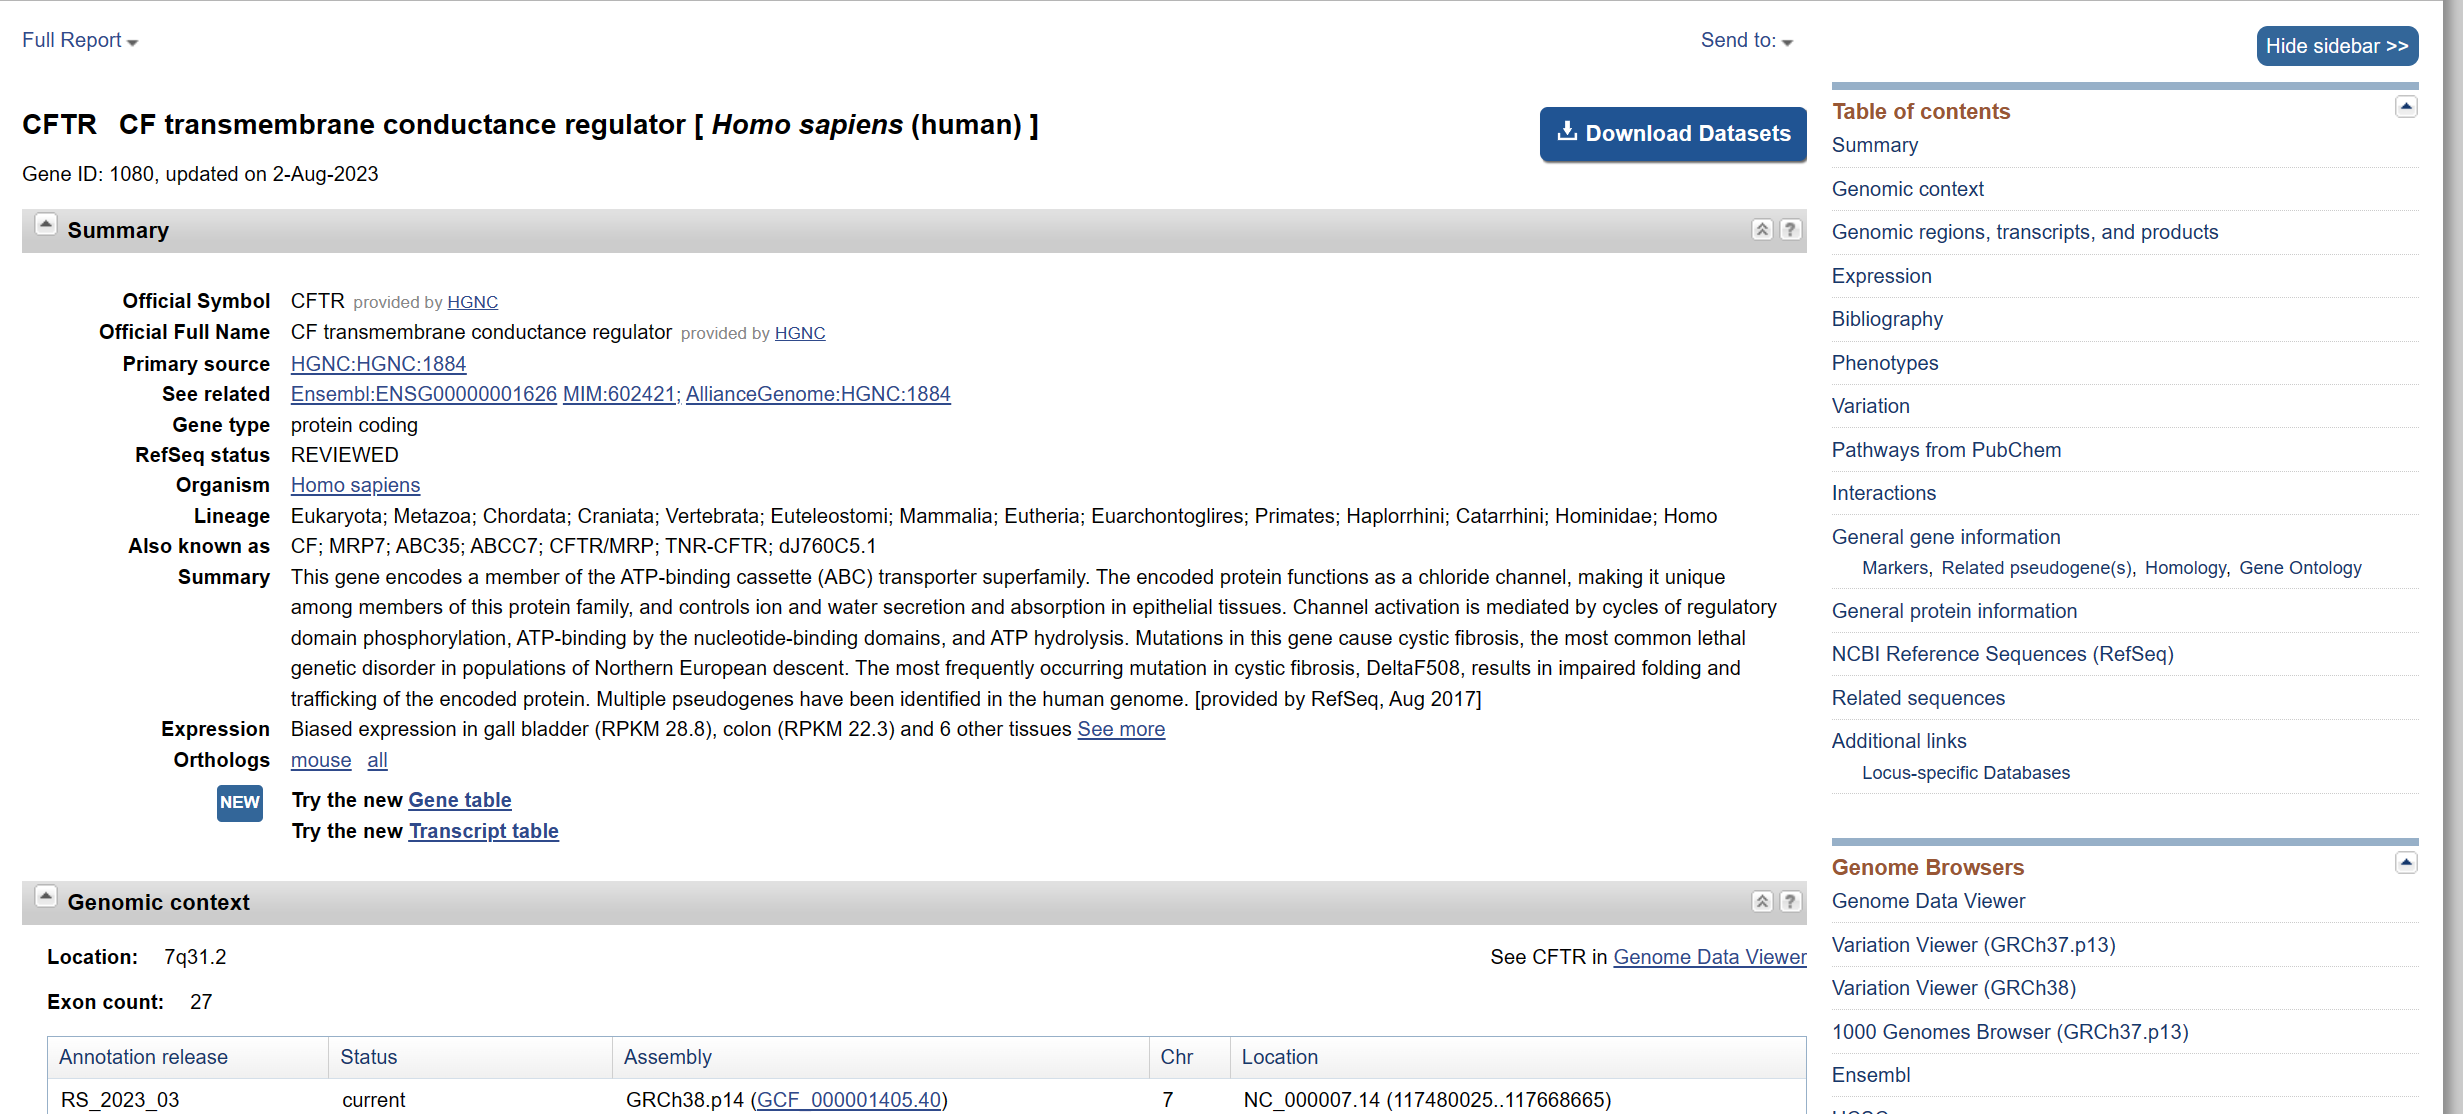 Full Report
Send to:
Hide sidebar >>
CFTR CF transmembrane conductance regulator [ Homo sapiens (human) ]
Download Datasets
Gene ID: 1080, updated on 2-Aug-2023
Summary
?
Official Symbol CFTR provided by HGNC
Official Full Name CF transmembrane conductance regulator provided by HGNC
Primary source HGNC:HGNC:1884
See related Ensembl:ENSG00000001626 MIM:602421; AllianceGenome:HGNC:1884
Gene type protein coding
RefSeq status REVIEWED
Organism Homo sapiens
Lineage Eukaryota; Metazoa; Chordata; Craniata; Vertebrata; Euteleostomi; Mammalia; Eutheria; Euarchontoglires; Primates; Haplorrhini; Catarrhini; Hominidae; Homo
Also known as CF; MRP7; ABC35; ABCC7; CFTR/MRP; TNR-CFTR; dJ760C5.1
Summary This gene encodes a member of the ATP-binding cassette (ABC) transporter superfamily. The encoded protein functions as a chloride channel, making it unique
among members of this protein family, and controls ion and water secretion and absorption in epithelial tissues. Channel activation is mediated by cycles of regulatory
domain phosphorylation, ATP-binding by the nucleotide-binding domains, and ATP hydrolysis. Mutations in this gene cause cystic fibrosis, the most common lethal
genetic disorder in populations of Northern European descent. The most frequently occurring mutation in cystic fibrosis, DeltaF508, results in impaired folding and
trafficking of the encoded protein. Multiple pseudogenes have been identified in the human genome. [provided by RefSeq, Aug 2017]
Expression Biased expression in gall bladder (RPKM 28.8), colon (RPKM 22.3) and 6 other tissues See more
Orthologs mouse all
NEW Try the new Gene table
Try the new Transcript table
Genomic context
?
Location: 7q31.2
See CFTR in Genome Data Viewer
Exon count: 27
Annotation release Status Assembly Chr Location
RS_2023_03 current GRCh38.p14 (GCF_000001405.40) 7 NC_000007.14 (117480025..117668665)
Table of contents
Summary
Genomic context
Genomic regions, transcripts, and products
Expression
Bibliography
Phenotypes
Variation
Pathways from PubChem
Interactions
General gene information
Markers, Related pseudogene(s), Homology, Gene Ontology
General protein information
NCBI Reference Sequences (RefSeq)
Related sequences
Additional links
Locus-specific Databases
Genome Browsers
Genome Data Viewer
Variation Viewer (GRCh37.p13)
Variation Viewer (GRCh38)
1000 Genomes Browser (GRCh37.p13)
Ensembl